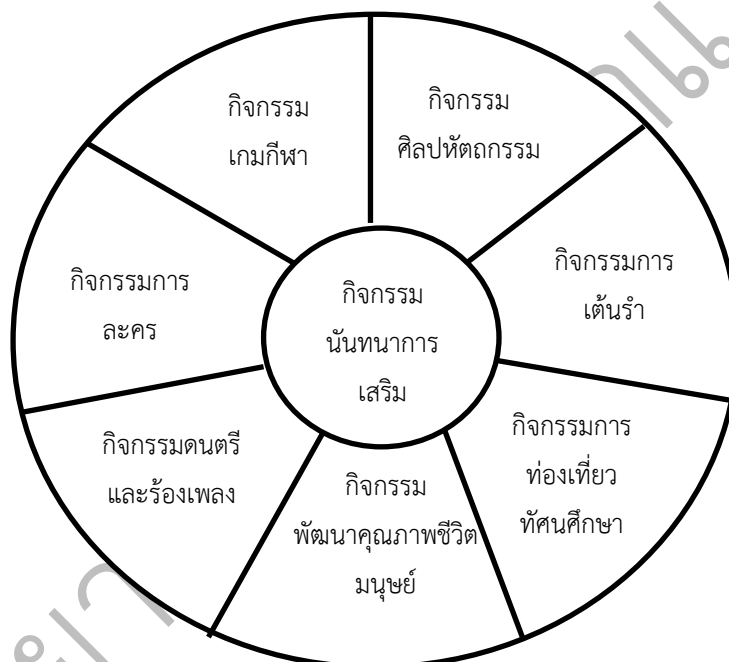 กิจกรรม
เกมกีฬา
กิจกรรม
ศิลปหัตถกรรม
กิจกรรมการ
เต้นรำ
กิจกรรมการ
ละคร
กิจกรรม
นันทนาการ
เสริม
กิจกรรมดนตรี
และร้องเพลง
กิจกรรม
พัฒนาคุณภาพชีวิต
มนุษย์
กิจกรรมการ
ท่องเที่ยว
ทัศนศึกษา